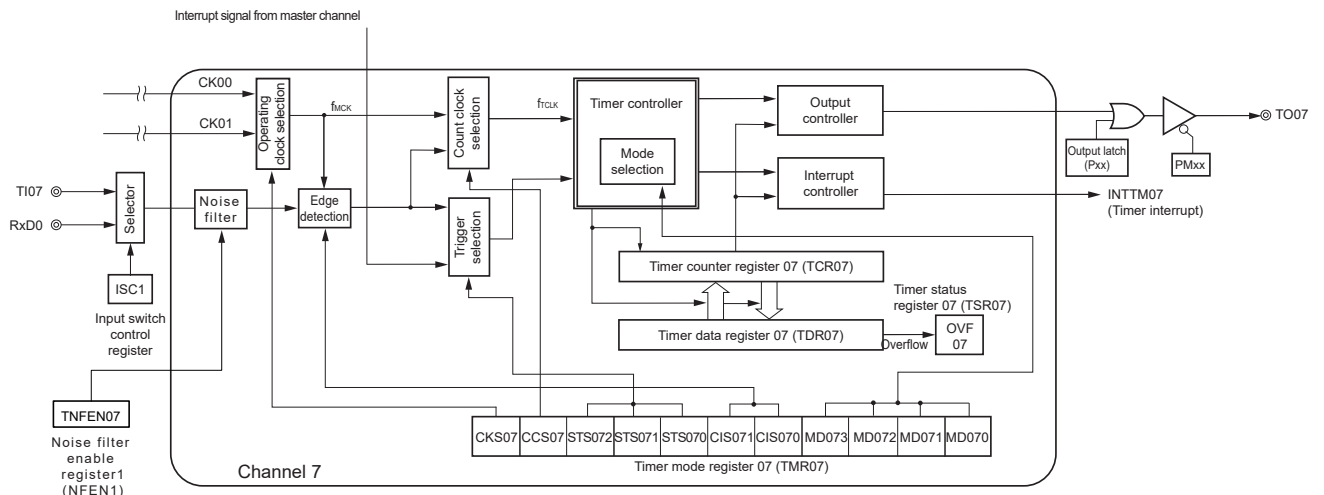 Interrupt signal from master channel
CK00
CK01
Operating
clock selection
fMCK
Count clock
selection
fTCLK
Timer controller
Mode
selection
Output
controller
Interrupt
controller
Output latch
(Pxx)
PMxx
TO07
INTTM07
(Timer interrupt)
TI07
RxD0
Selector
Noise
filter
Edge
detection
Trigger
selection
ISC1
Input switch
control
register
Timer counter register 07 (TCR07)
Timer status
register 07 (TSR07)
Timer data register 07 (TDR07)
Overflow
OVF
07
TNFEN07
Noise filter
enable
register1
(NFEN1)
CKS07 CCS07 STS072 STS071 STS070 CIS071 CIS070 MD073 MD072 MD071 MD070
Timer mode register 07 (TMR07)
Channel 7